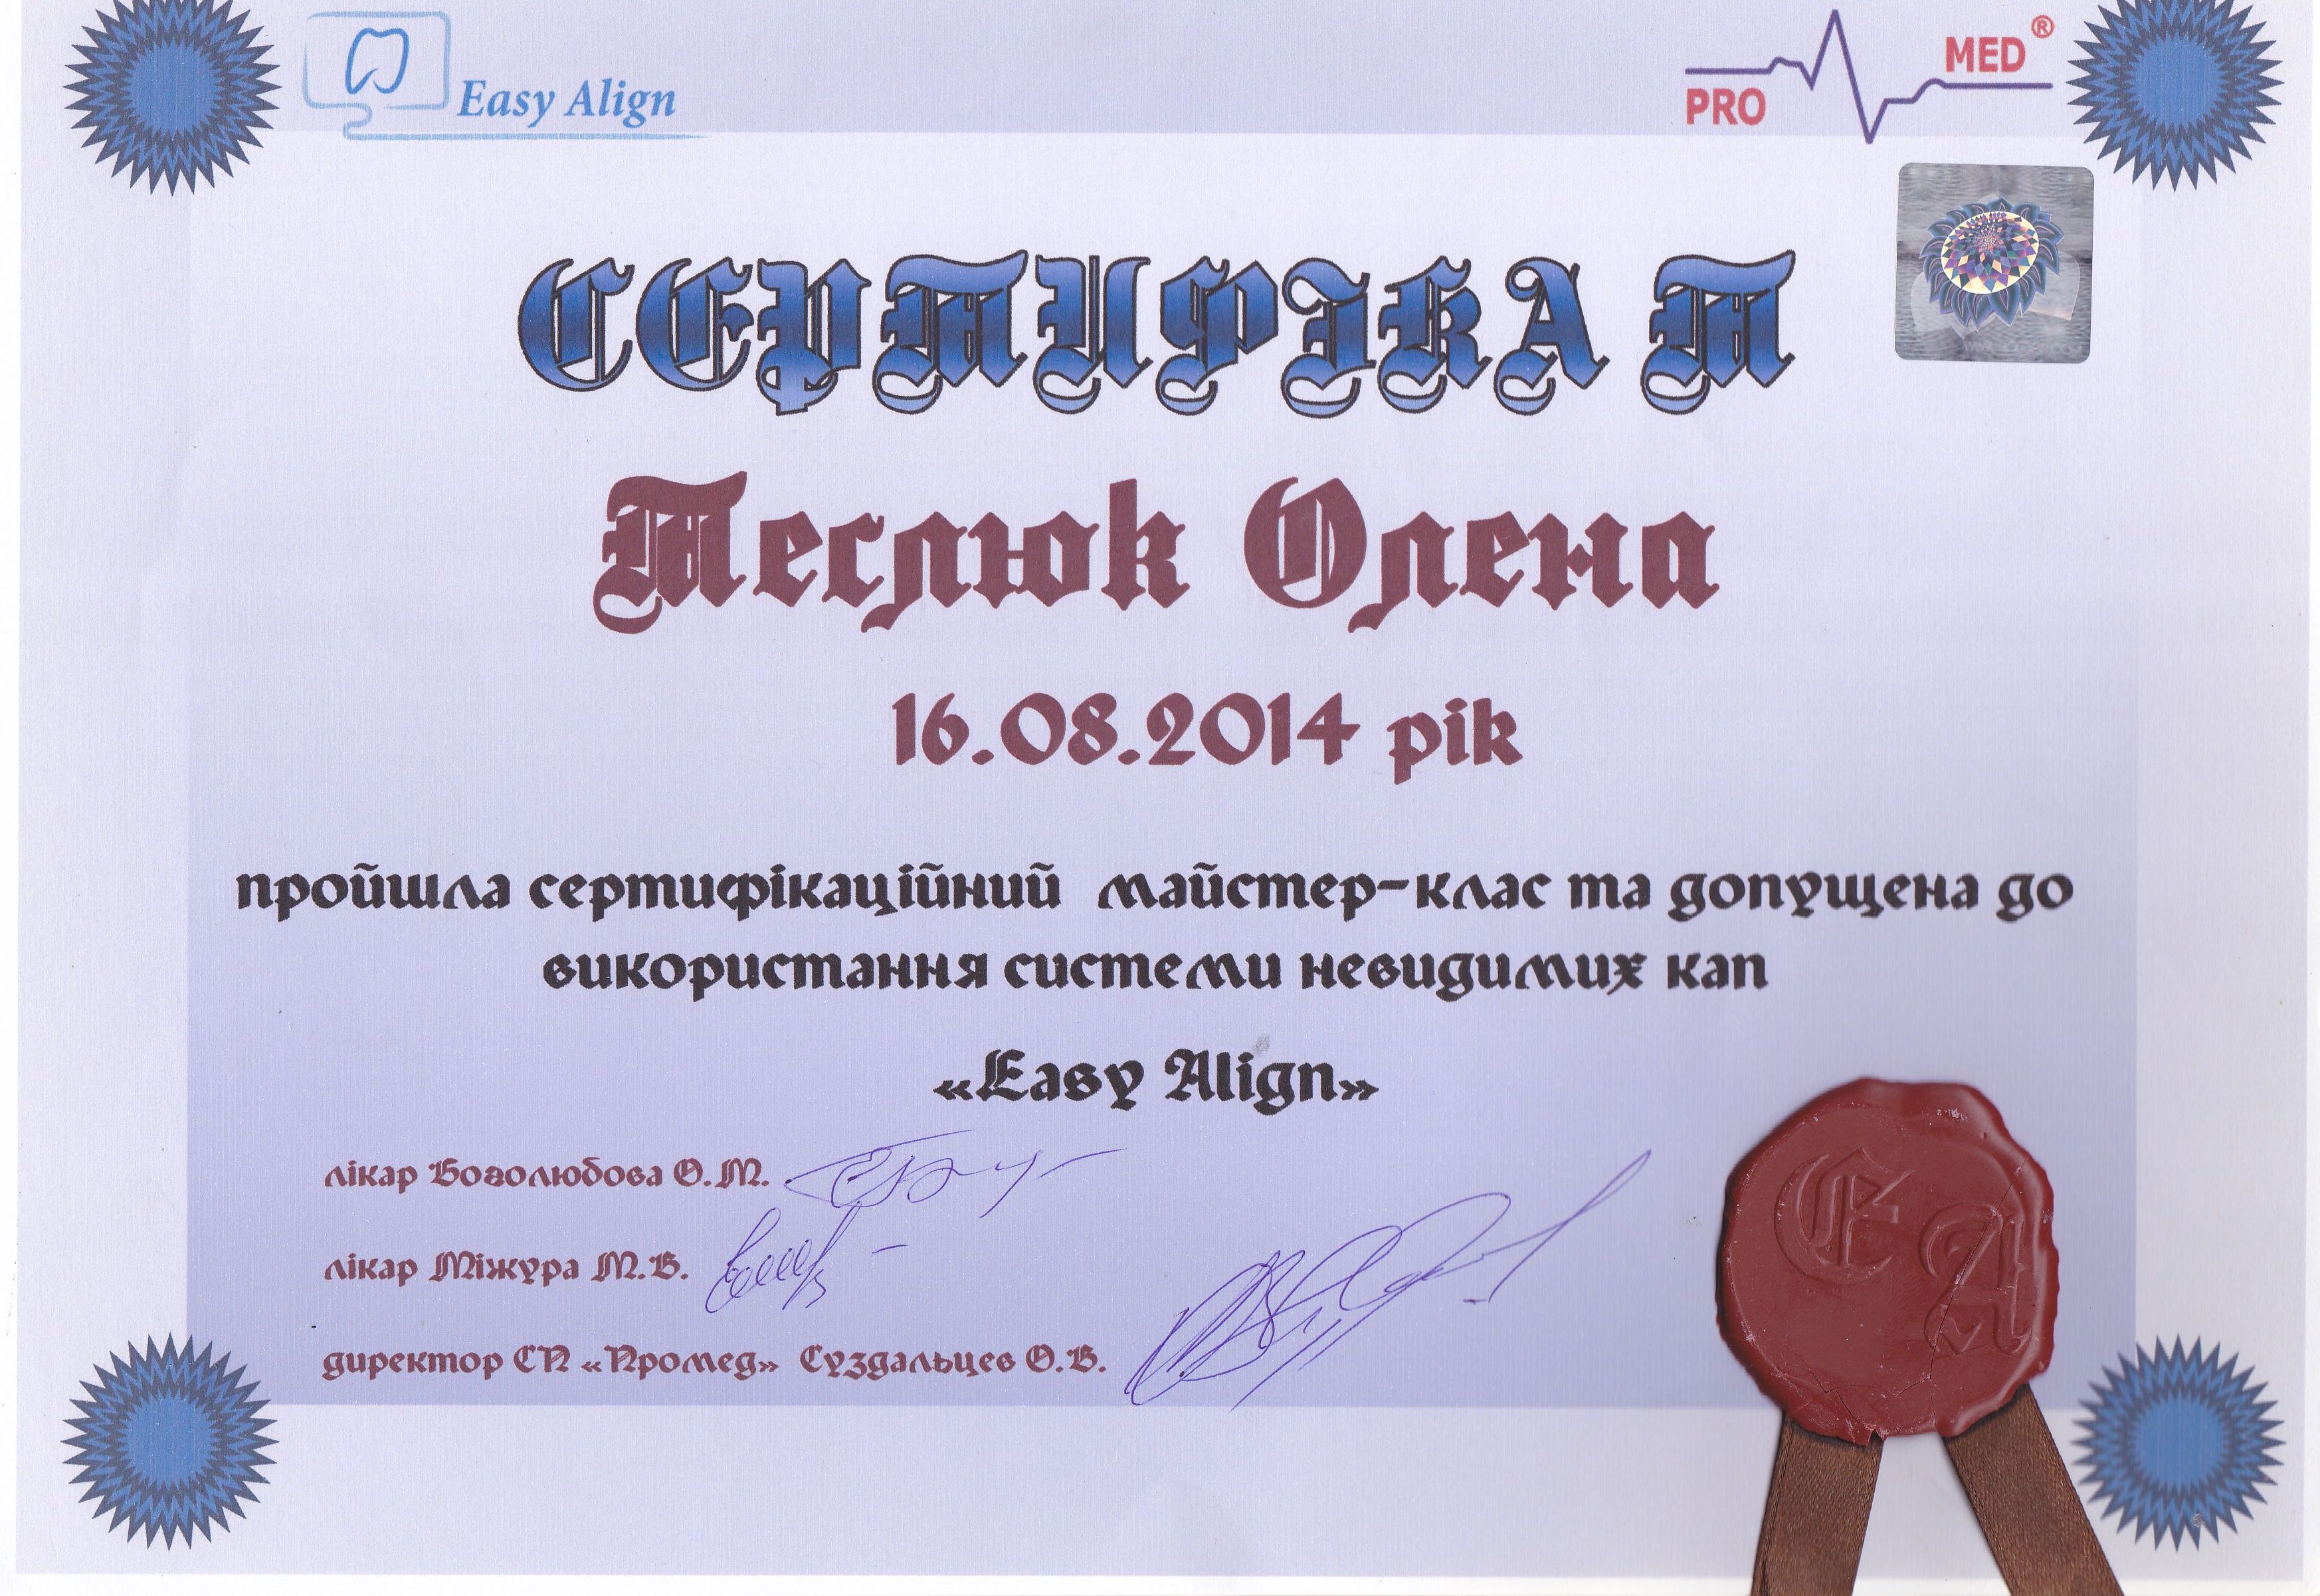 Easy Align
PRO MED ®
СЕРТИФІКАТ
Теслюк Олена
16.08.2014 рік
пройшла сертифікаційний майстер-клас та допущена до
використання системи невидимих кап
«Easy Align»
лікар Боголюбова О.М.
лікар Міжура М.В.
директор СП «Промед» Суздальцев О.В.
EA